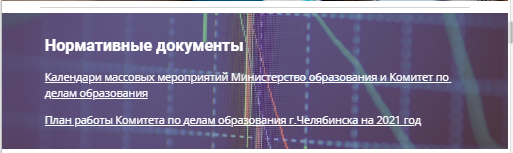 Нормативные документы
Календари массовых мероприятий Министерство образования и Комитет по
делам образования
План работы Комитета по делам образования г.Челябинска на 2021 год